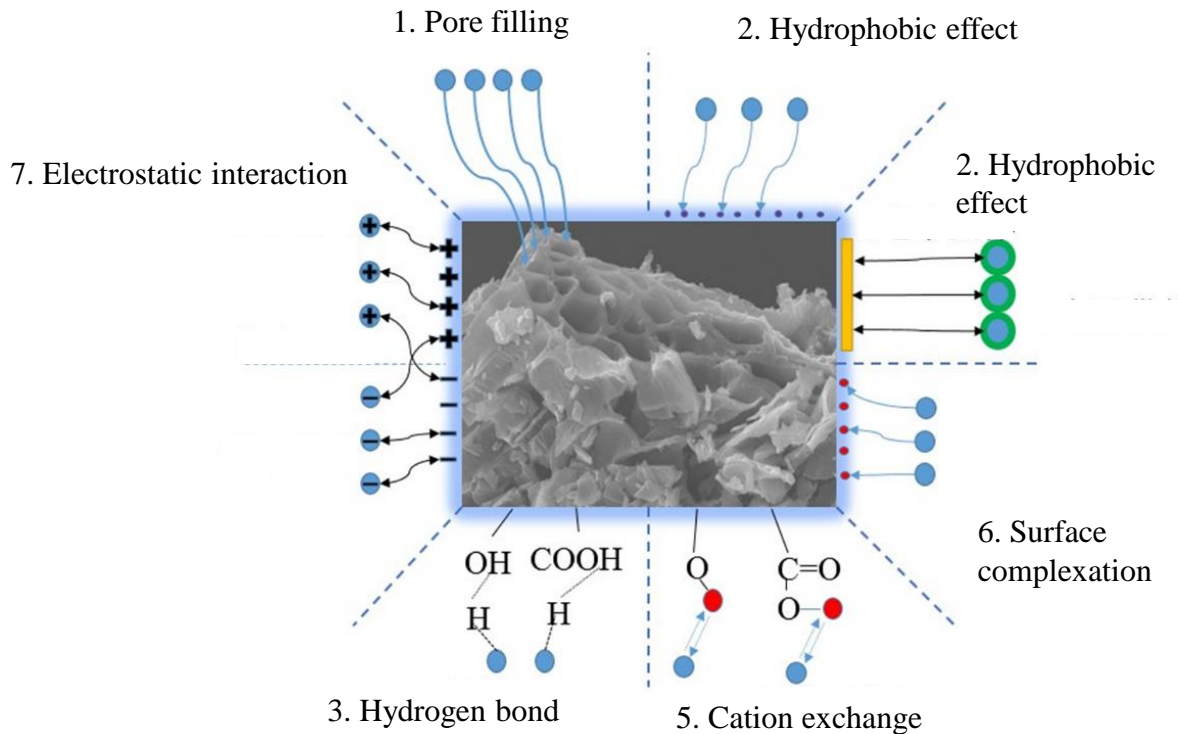 1. Pore filling
2. Hydrophobic effect
7. Electrostatic interaction
2. Hydrophobic
effect
6. Surface
complexation
OH COOH
H H
O C=O
O
3. Hydrogen bond
5. Cation exchange